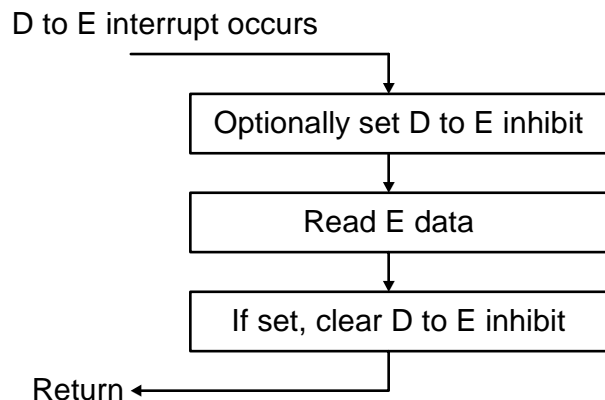 D to E interrupt occurs
Optionally set D to E inhibit
Read E data
If set, clear D to E inhibit
Return